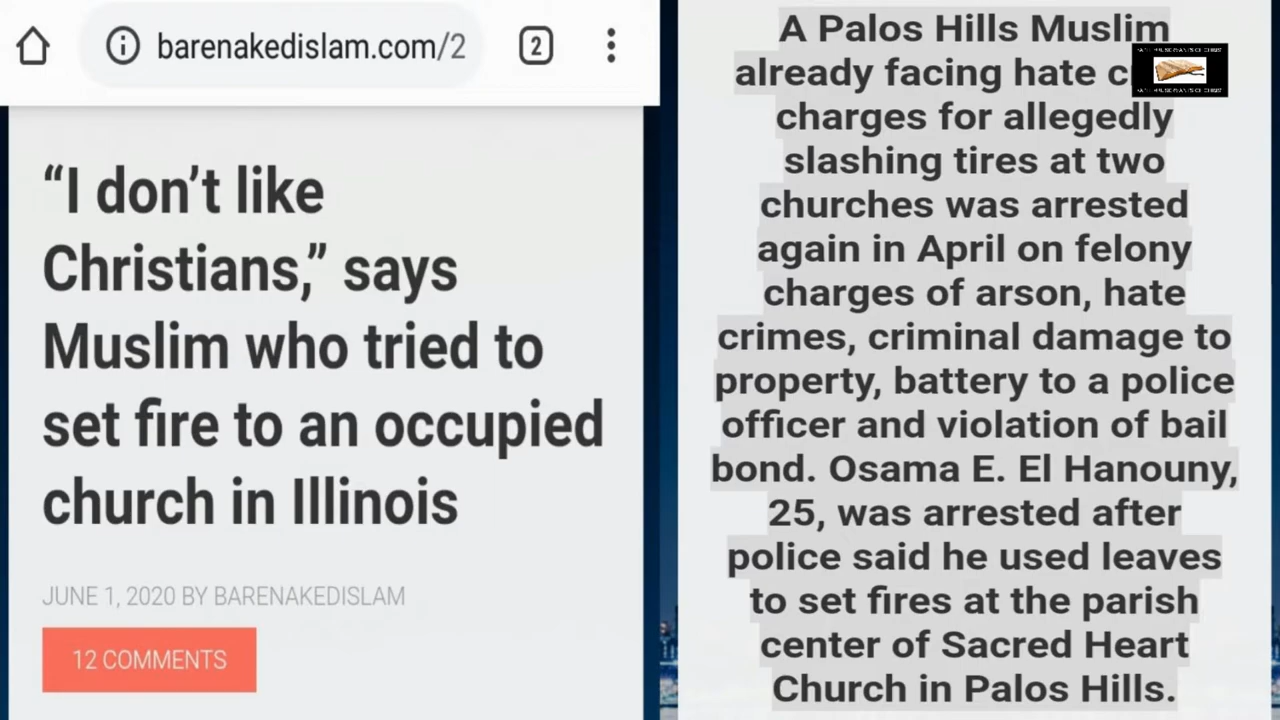 barenakedislam.com/2
2
“I don’t like
Christians,” says
Muslim who tried to
set fire to an occupied
church in Illinois
JUNE 1, 2020 BY BARENAKEDISLAM
12 COMMENTS
A Palos Hills Muslim
already facing hate
charges for allegedly
slashing tires at two
churches was arrested
again in April on felony
charges of arson, hate
crimes, criminal damage to
property, battery to a police
officer and violation of bail
bond. Osama E. El Hanouny,
25, was arrested after
police said he used leaves
to set fires at the parish
center of Sacred Heart
Church in Palos Hills.